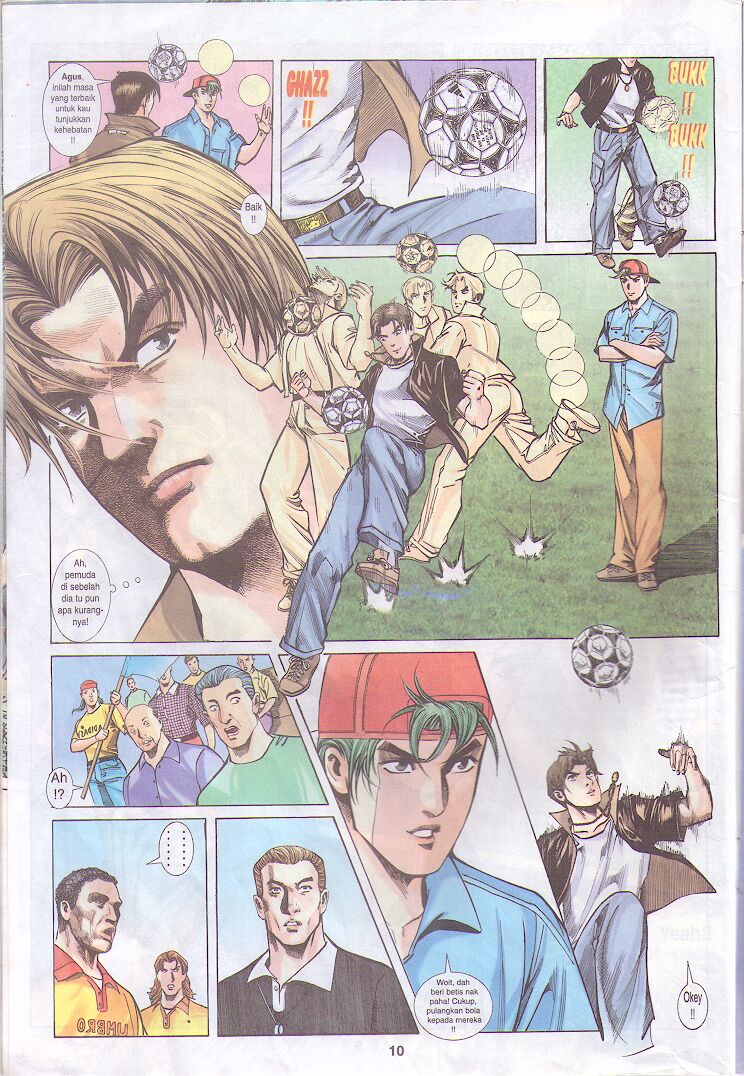 Agus,
inilah masa
yang terbaik
untuk kau
tunjukkan
kehebatan
!!
GHAZZ
!!
BUKK
!!
BUKK
!!
Baik
!!
Ah,
pemuda
di sebelah
dia tu pun
apa kurang-
nya!
Ah
!?
ADIDAS
......
UMBRO
Woit, dah
beri betis nak
paha! Cukup,
pulangkan bola
kepada mereka
!!
Yeah!!
Okey
!!
10